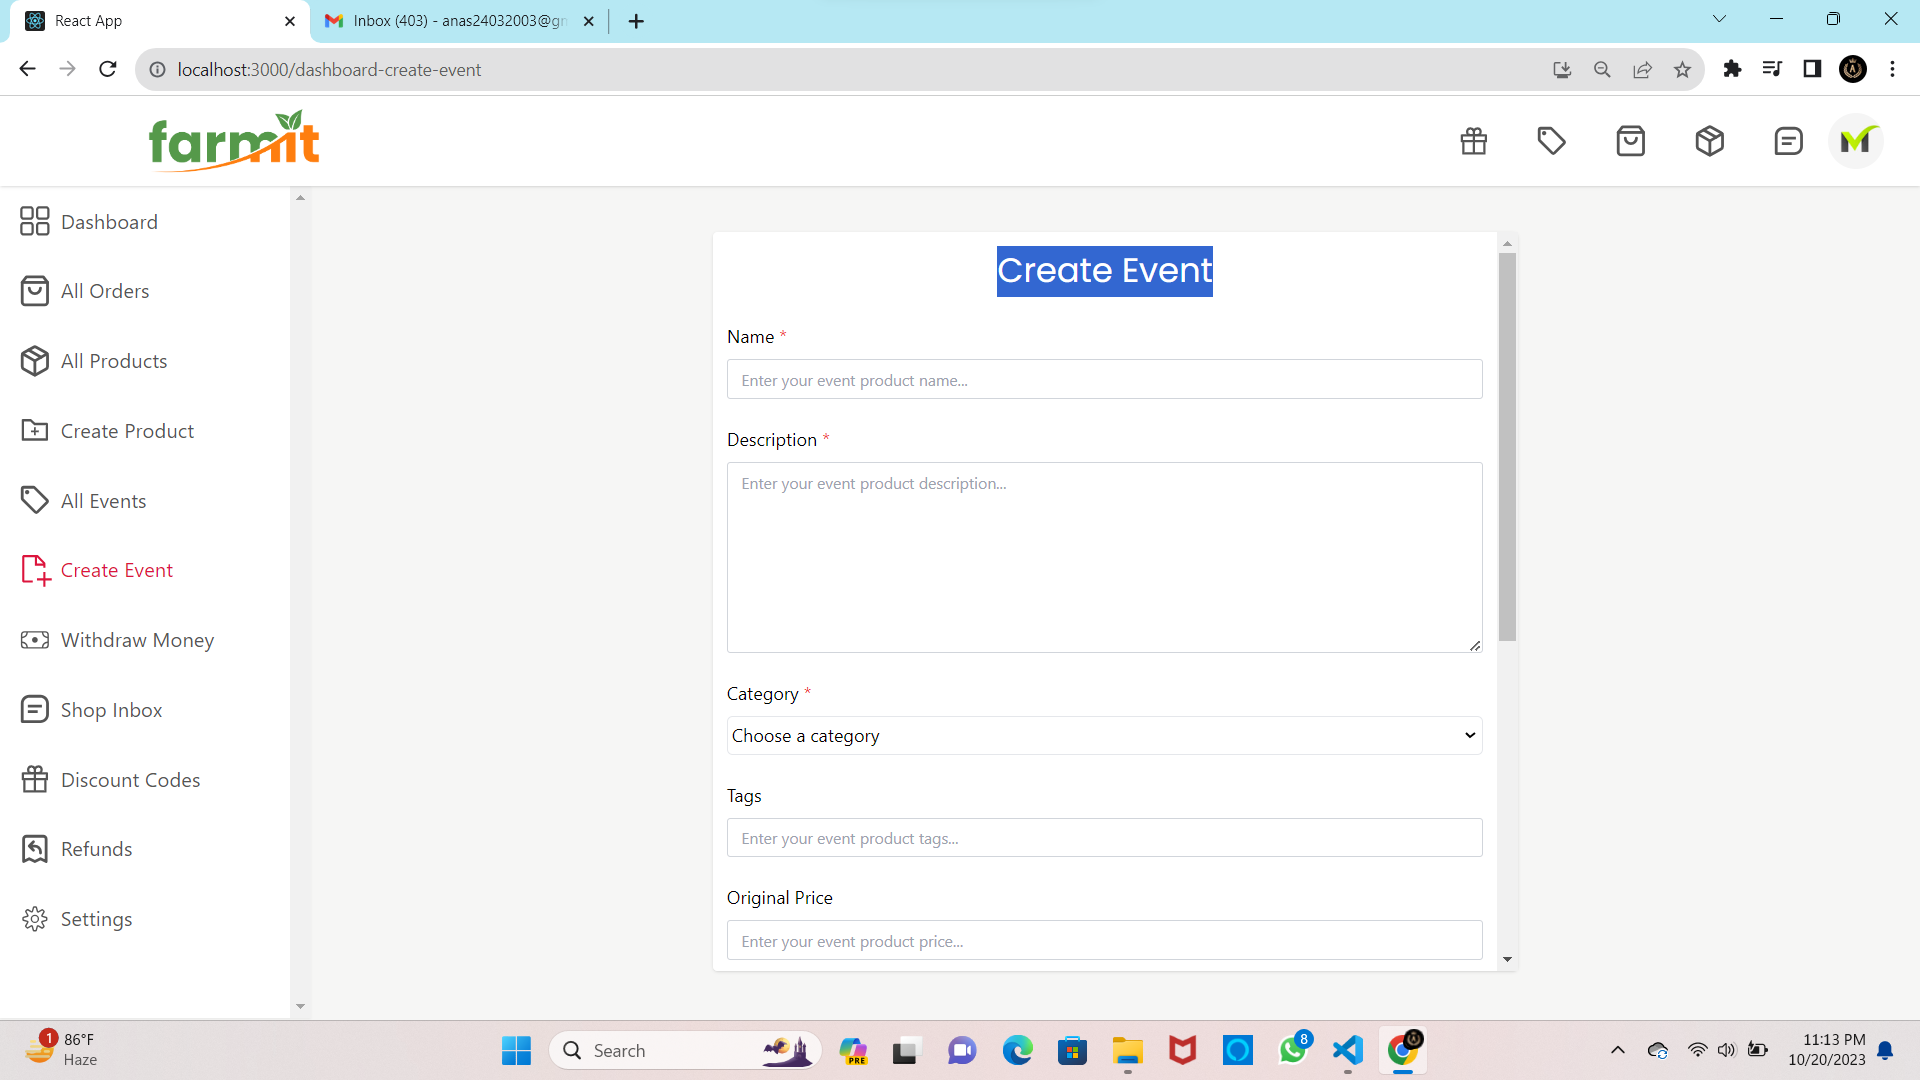 React App
Inbox (403) - anas24032003@gm
localhost:3000/dashboard-create-event
farmit
M
Dashboard
All Orders
All Products
Create Product
All Events
Create Event
Withdraw Money
Shop Inbox
Discount Codes
Refunds
Settings
Create Event
Name *
Enter your event product name...
Description *
Enter your event product description...
Category *
Choose a category
Tags
Enter your event product tags...
Original Price
Enter your event product price...
1
86°F
Haze
Search
PRE
8
11:13 PM
10/20/2023